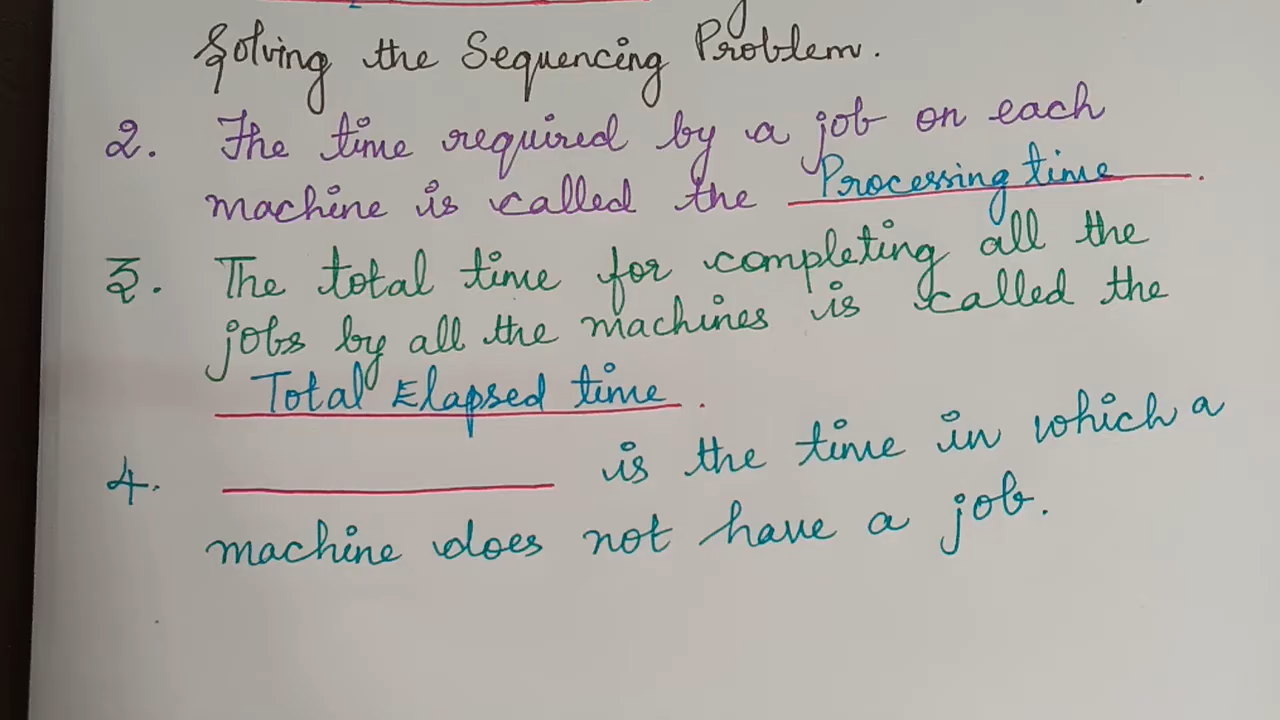 Solving the Sequencing Problem.
2. The time required by a job on each
machine is called the Processing time.
3. The total time for completing all the
jobs by all the machines is called the
Total Elapsed time.
4. __________ is the time in which a
machine does not have a job.